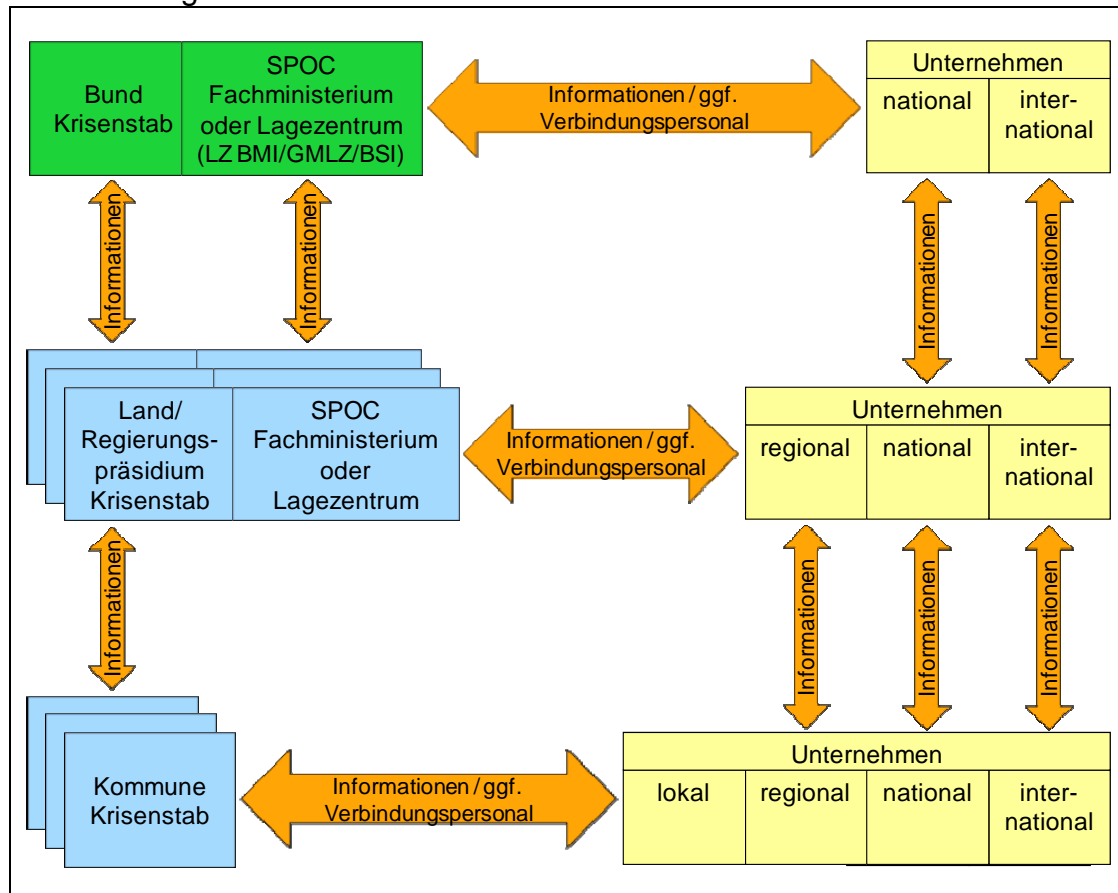 Bund
Krisenstab
SPOC
Fachministerium
oder Lagezentrum
(LZ BMI/GMLZ/BSI)
Informationen / ggf.
Verbindungspersonal
Unternehmen
national
inter-
national
Informationen
Informationen
Informationen
Informationen
Land/
Regierungs-
präsidium
Krisenstab
SPOC
Fachministerium
oder
Lagezentrum
Informationen / ggf.
Verbindungspersonal
Unternehmen
regional
national
inter-
national
Informationen
Informationen
Informationen
Informationen
Kommune
Krisenstab
Informationen / ggf.
Verbindungspersonal
Unternehmen
lokal
regional
national
inter-
national